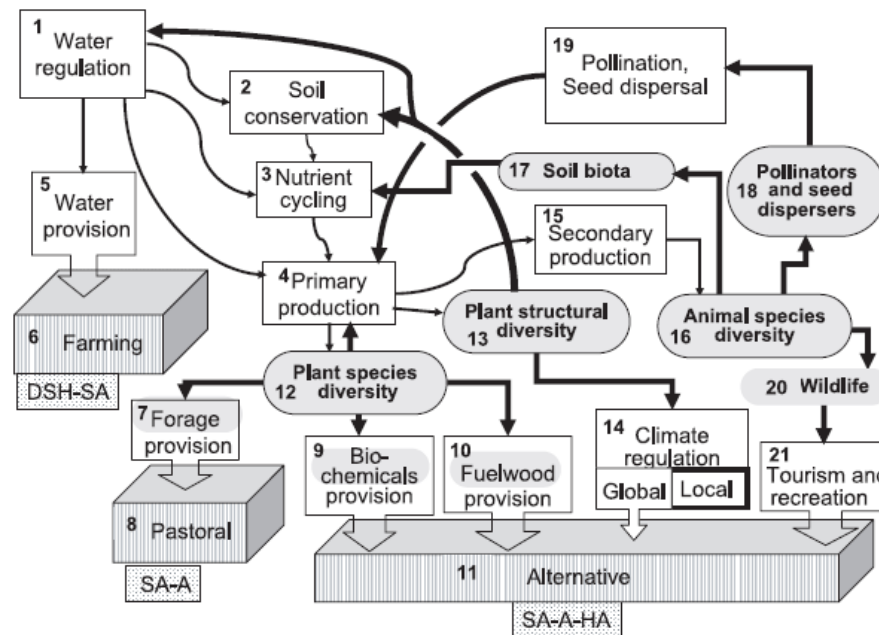 1 Water
regulation
2 Soil
conservation
3 Nutrient
cycling
4 Primary
production
5
Water
provision
6 Farming
DSH-SA
7 Forage
provision
8 Pastoral
SA-A
9
Bio-
chemicals
provision
10
Fuelwood
provision
11 Alternative
SA-A-HA
Plant species
12 diversity
Plant structural
13 diversity
14 Climate
regulation
Global Local
15
Secondary
production
Animal species
16 diversity
17 Soil biota
Pollinators
18 and seed
dispersers
19 Pollination,
Seed dispersal
20 Wildlife
21
Tourism and
recreation